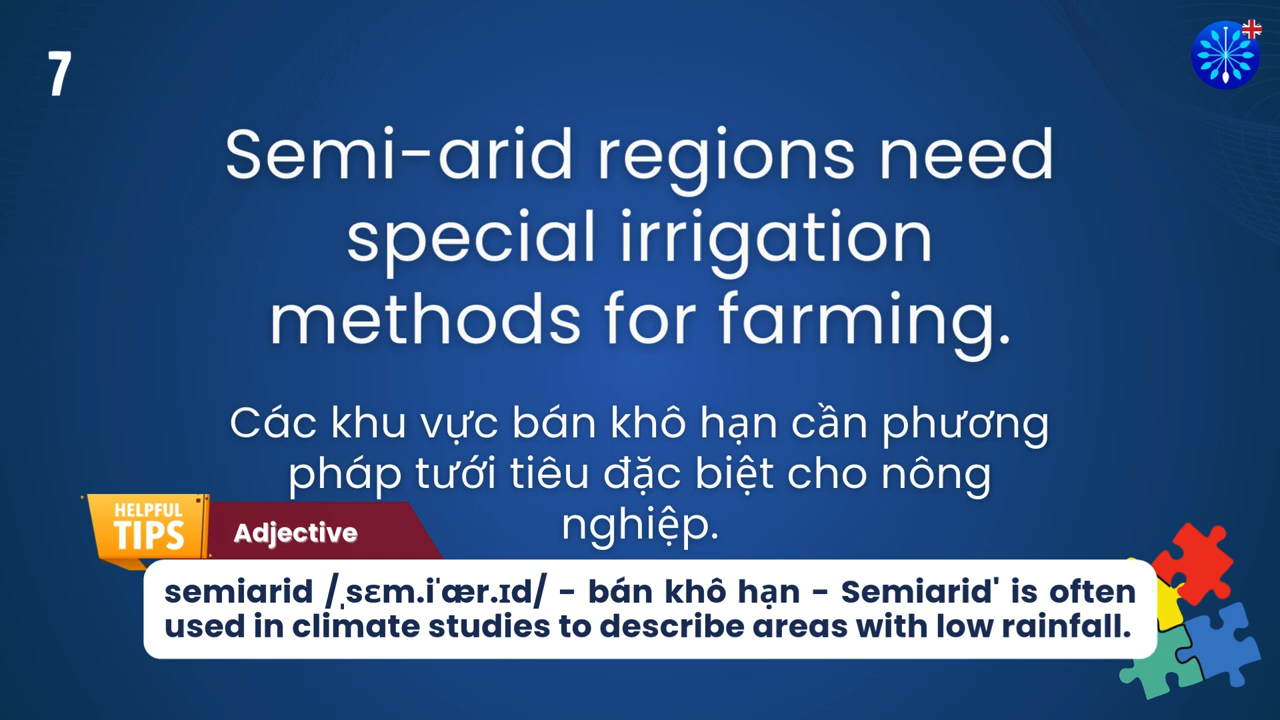 7
Semi-arid regions need
special irrigation
methods for farming.
Các khu vực bán khô hạn cần phương
pháp tưới tiêu đặc biệt cho nông
nghiệp.
HELPFUL
TIPS
Adjective
semiarid /ˌsɛm.iˈær.ɪd/ - bán khô hạn - Semiarid' is often
used in climate studies to describe areas with low rainfall.